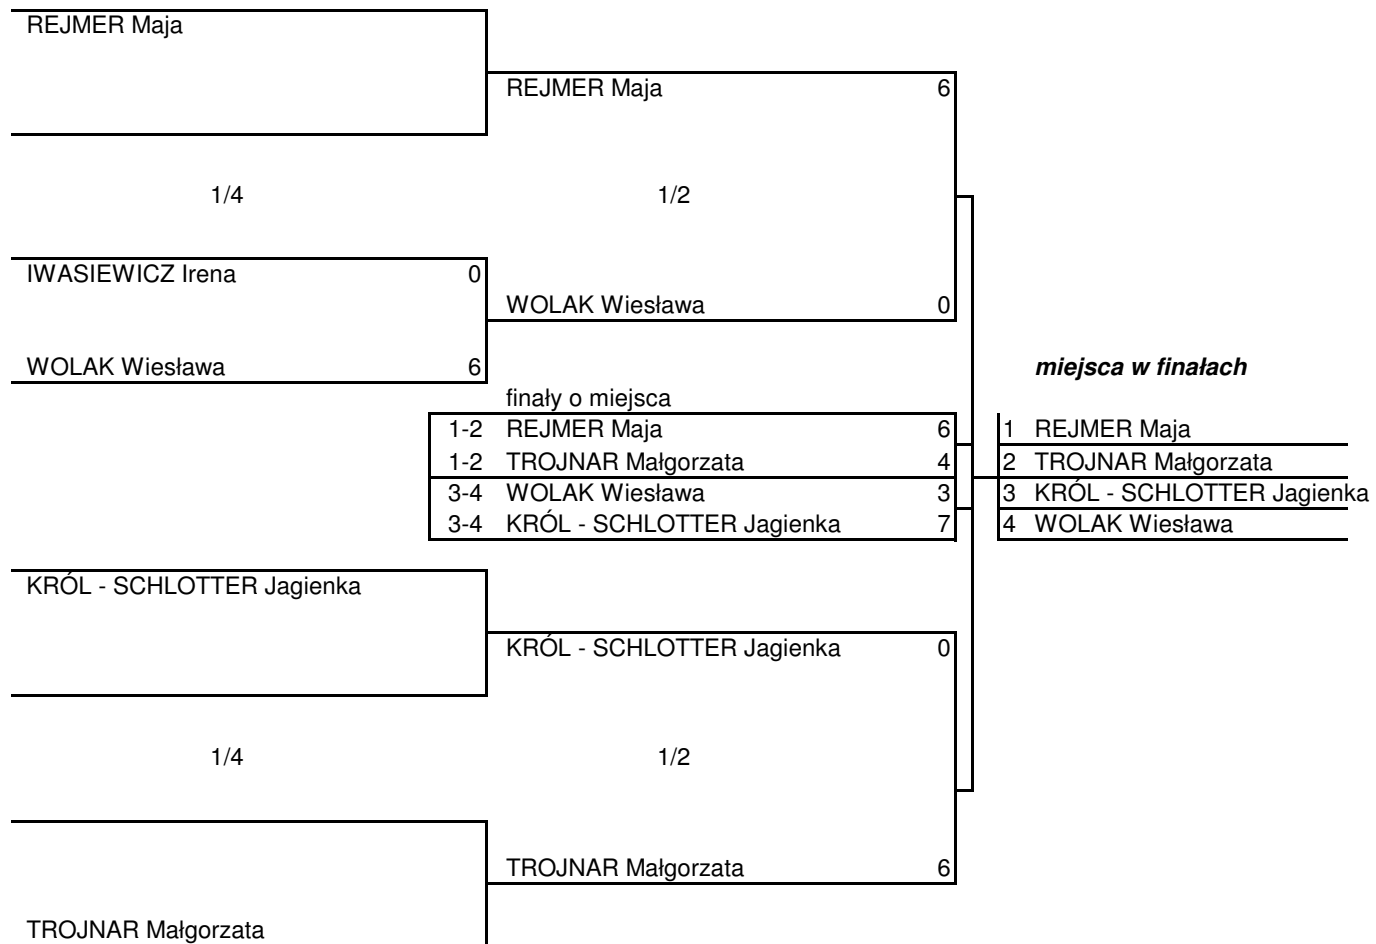 REJMER Maja
REJMER Maja 6
1/4 1/2
IWASIEWICZ Irena 0
WOLAK Wiesława 0
WOLAK Wiesława 6 miejsca w finałach
finały o miejsca
1-2 REJMER Maja 6 1 REJMER Maja
1-2 TROJNAR Małgorzata 4 2 TROJNAR Małgorzata
3-4 WOLAK Wiesława 3 3 KRÓL - SCHLOTTER Jagienka
3-4 KRÓL - SCHLOTTER Jagienka 7 4 WOLAK Wiesława
KRÓL - SCHLOTTER Jagienka
KRÓL - SCHLOTTER Jagienka 0
1/4 1/2
TROJNAR Małgorzata 6
TROJNAR Małgorzata